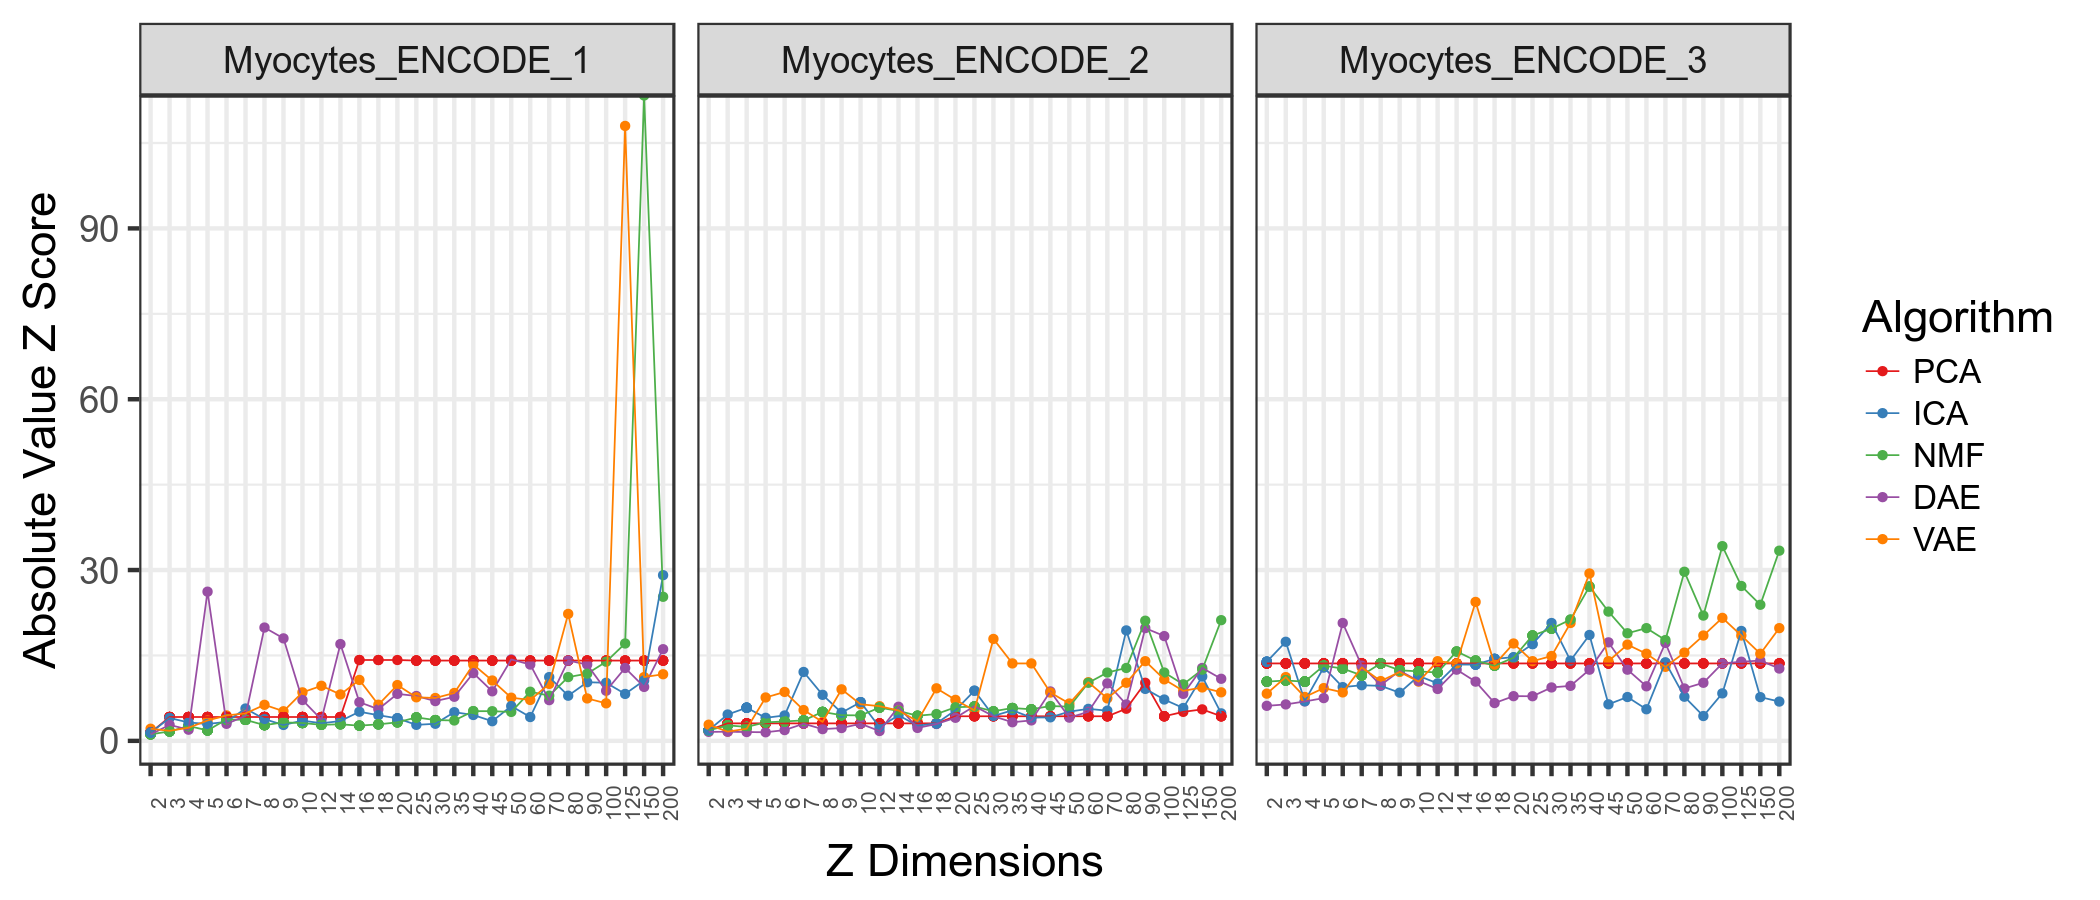 Myocytes_ENCODE_1 Myocytes_ENCODE_2 Myocytes_ENCODE_3
Absolute Value Z Score
90
60
30
0
2 3 4 5 6 7 8 9 10 12 14 16 18 20 25 30 35 40 45 50 60 70 80 90 100 125 150 200
2 3 4 5 6 7 8 9 10 12 14 16 18 20 25 30 35 40 45 50 60 70 80 90 100 125 150 200
2 3 4 5 6 7 8 9 10 12 14 16 18 20 25 30 35 40 45 50 60 70 80 90 100 125 150 200
Z Dimensions
Algorithm
PCA
ICA
NMF
DAE
VAE